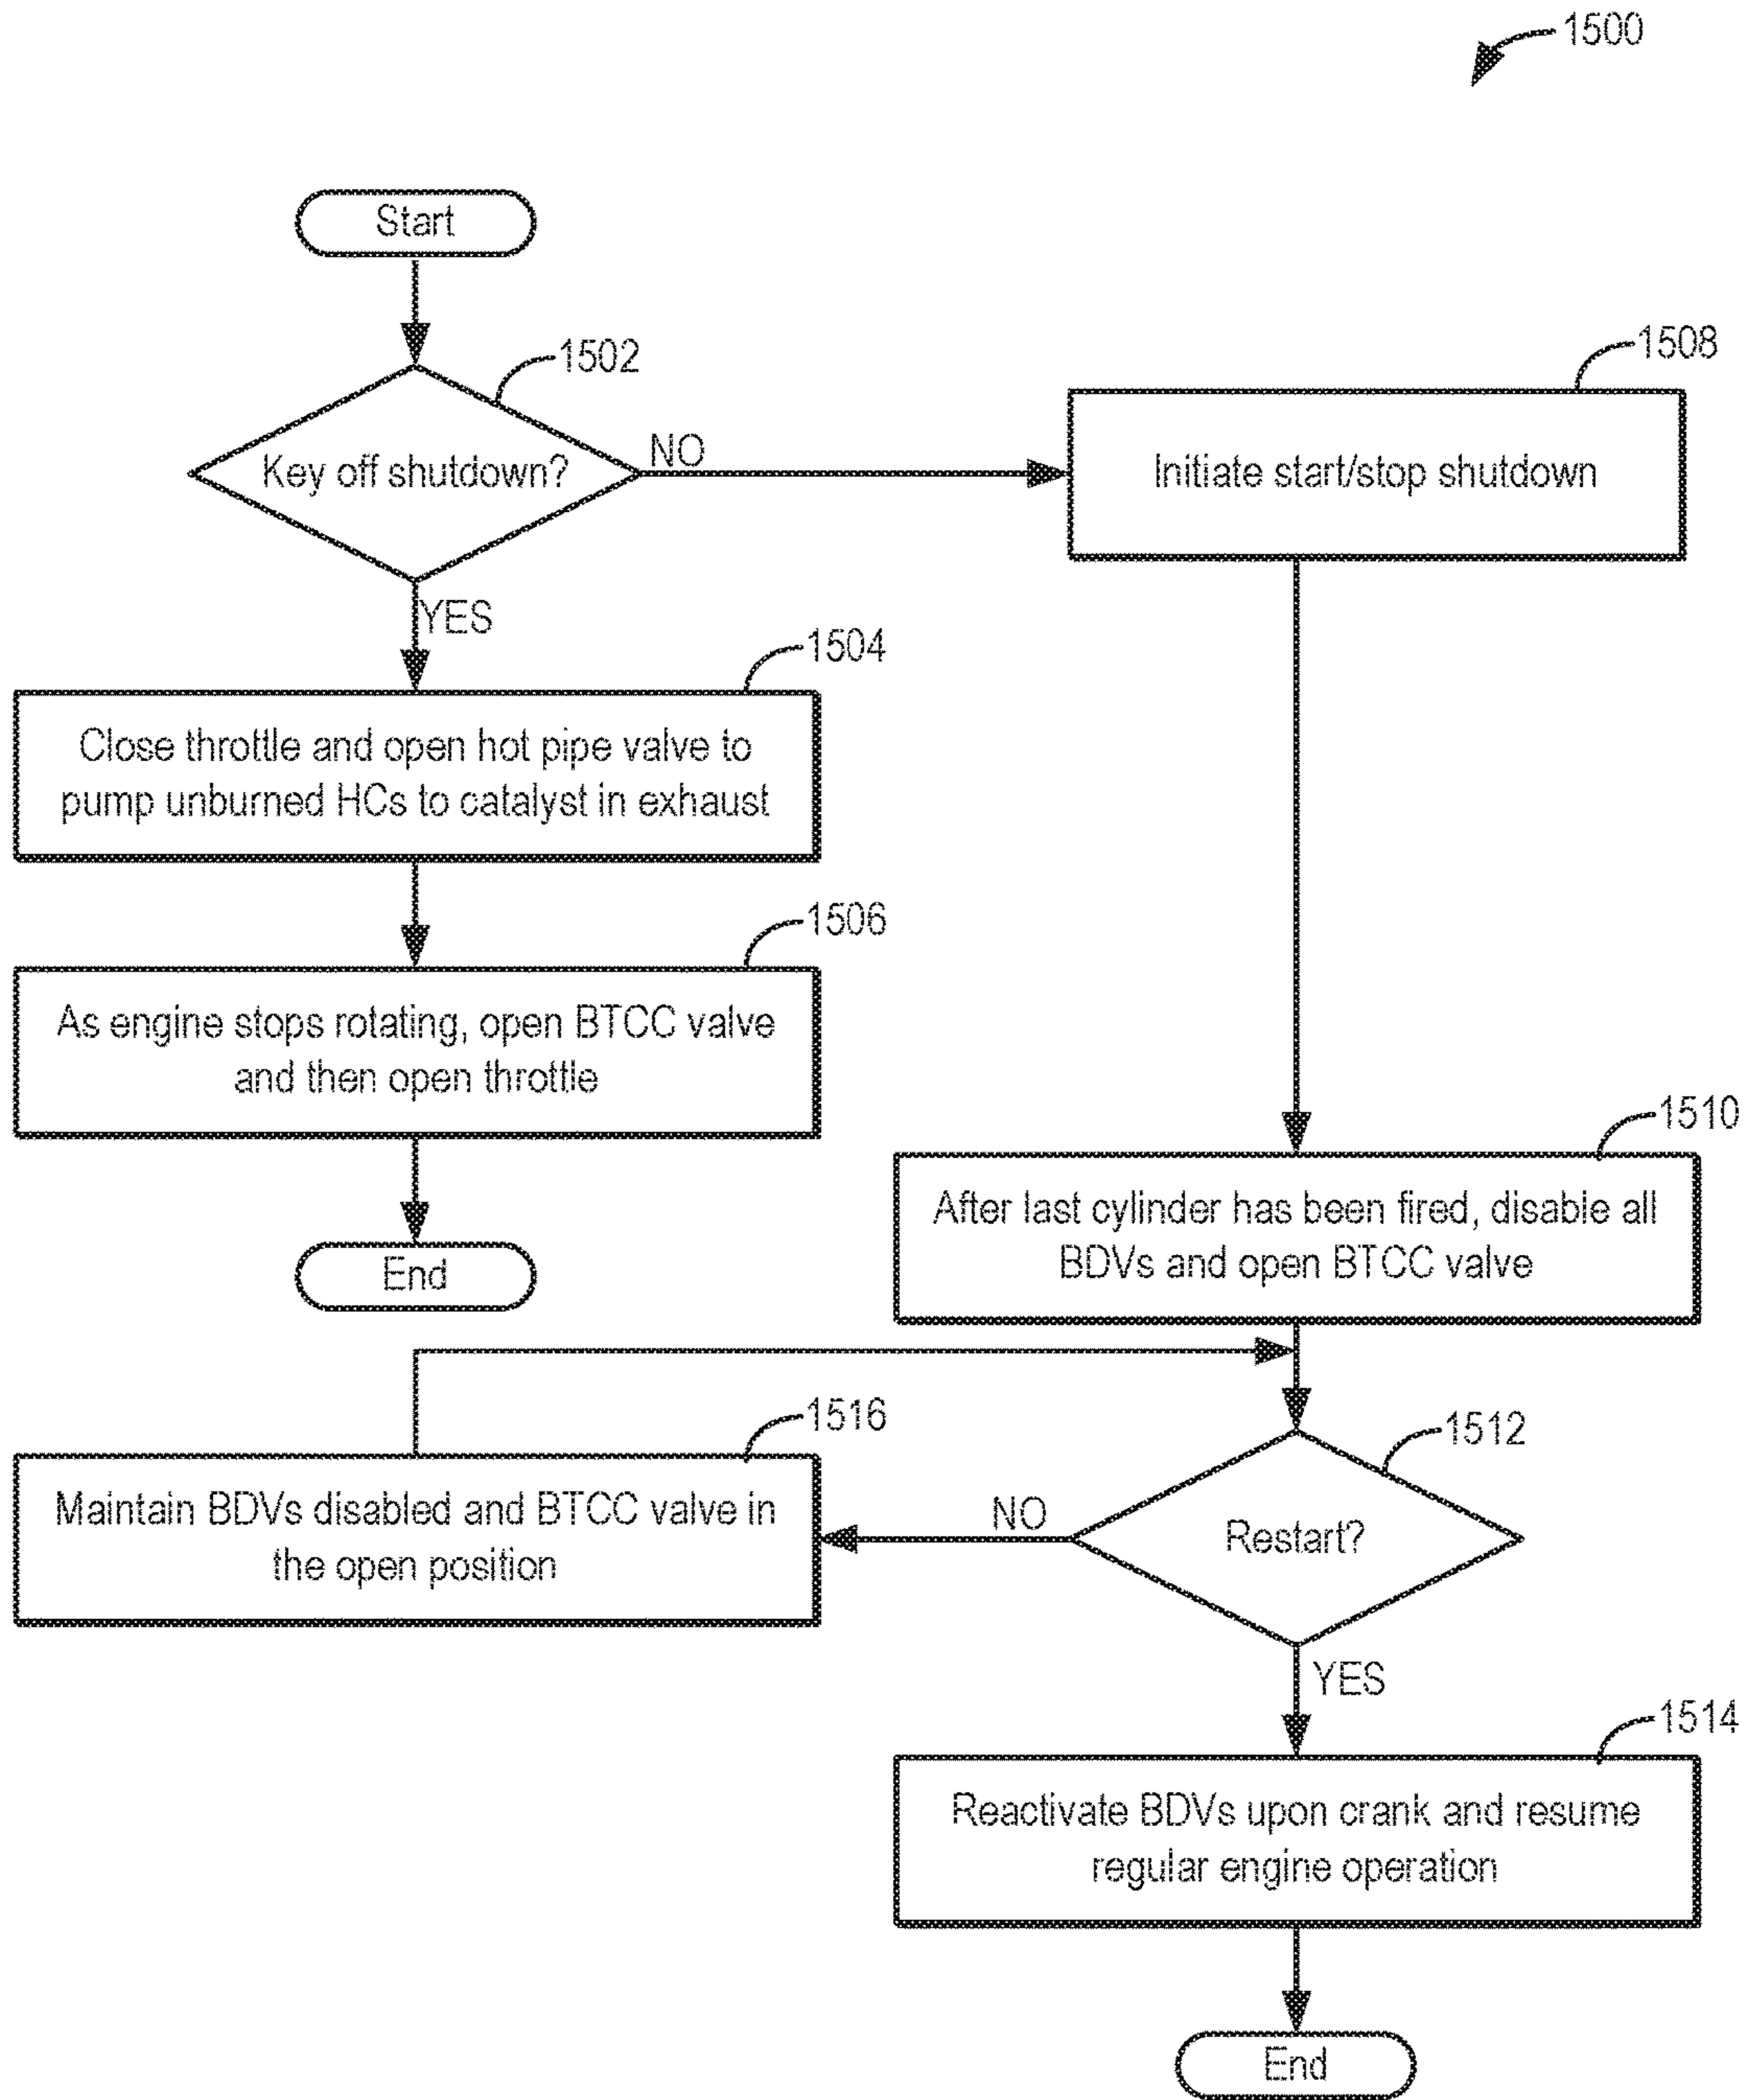 1500
Start
1502
Key off shutdown?
NO
YES
1508
Initiate start/stop shutdown
1504
Close throttle and open hot pipe valve to
pump unburned HCs to catalyst in exhaust
1506
As engine stops rotating, open BTCC valve
and then open throttle
End
1510
After last cylinder has been fired, disable all
BDVs and open BTCC valve
1516
Maintain BDVs disabled and BTCC valve in
the open position
1512
NO
Restart?
YES
1514
Reactivate BDVs upon crank and resume
regular engine operation
End